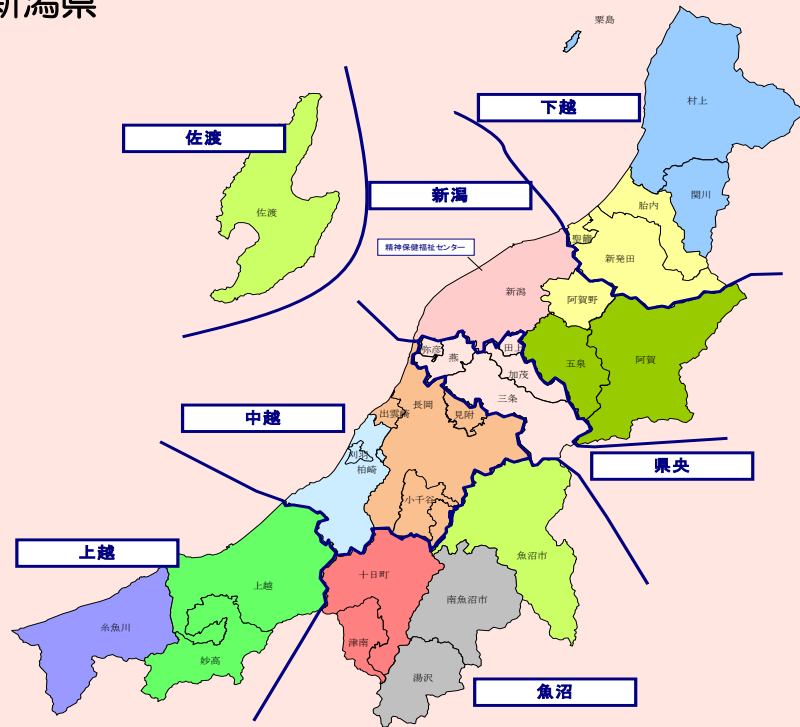 新潟県
粟島
村上
下越
佐渡
関川
新潟
胎内
佐渡
聖籠
精神保健福祉センター
新発田
新潟
阿賀野
弥彦
田上
燕
阿賀
五泉
加茂
三条
長岡
出雲崎
見附
中越
刈羽
柏崎
県央
小千谷
上越
魚沼市
十日町
上越
南魚沼市
糸魚川
津南
妙高
湯沢
魚沼